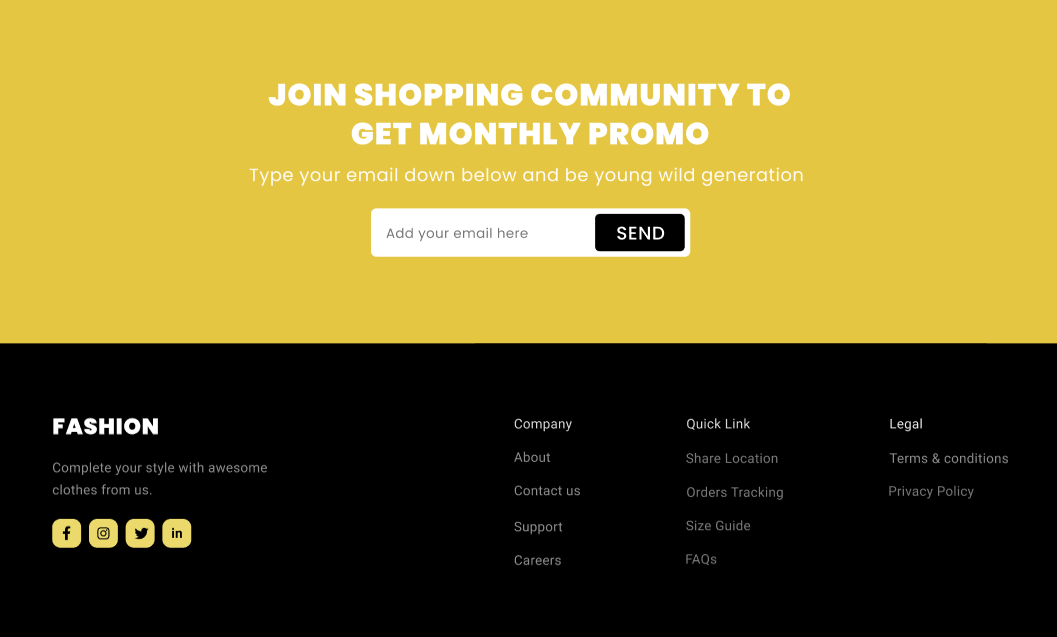 JOIN SHOPPING COMMUNITY TO
GET MONTHLY PROMO
Type your email down below and be young wild generation
Add your email here
SEND
FASHION
Complete your style with awesome
clothes from us.
in
Company
About
Contact us
Support
Careers
Quick Link
Share Location
Orders Tracking
Size Guide
FAQs
Legal
Terms & conditions
Privacy Policy